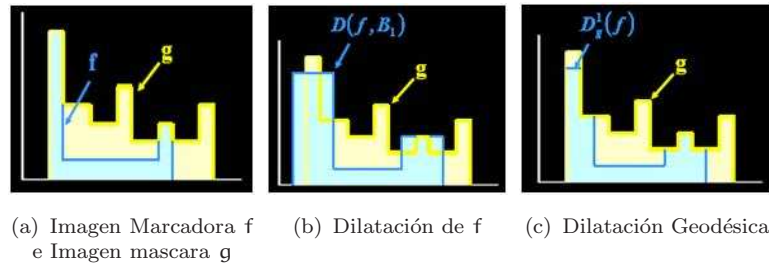 f
g
D(f, B₁)
g
D¹g(f)
g
(a) Imagen Marcadora f
e Imagen mascara g
(b) Dilatación de f
(c) Dilatación Geodésica